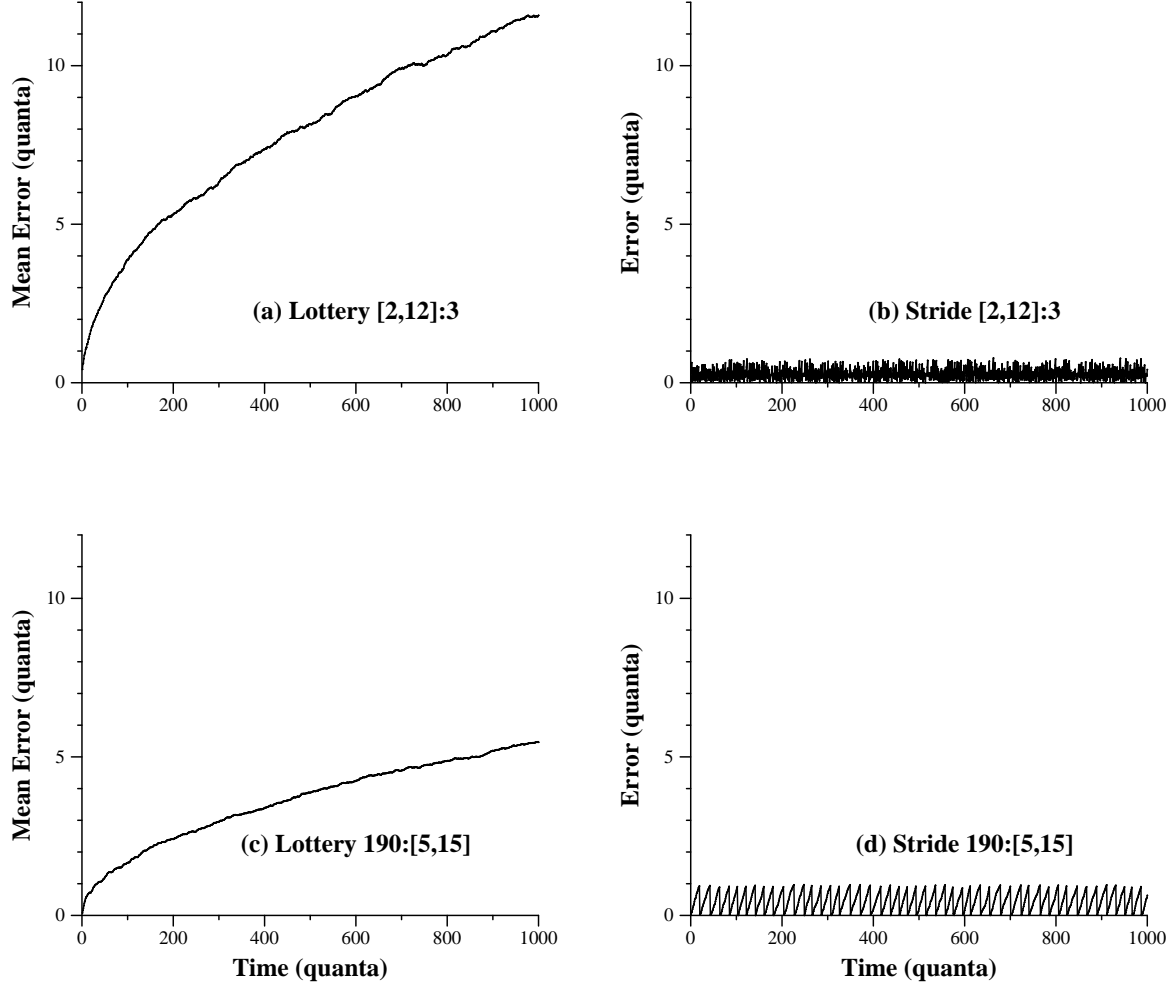 10
5
0
Mean Error (quanta)
(a) Lottery [2,12]:3
0 200 400 600 800 1000
10
5
0
Error (quanta)
(b) Stride [2,12]:3
0 200 400 600 800 1000
10
5
0
Mean Error (quanta)
(c) Lottery 190:[5,15]
0 200 400 600 800 1000
Time (quanta)
10
5
0
Error (quanta)
(d) Stride 190:[5,15]
0 200 400 600 800 1000
Time (quanta)